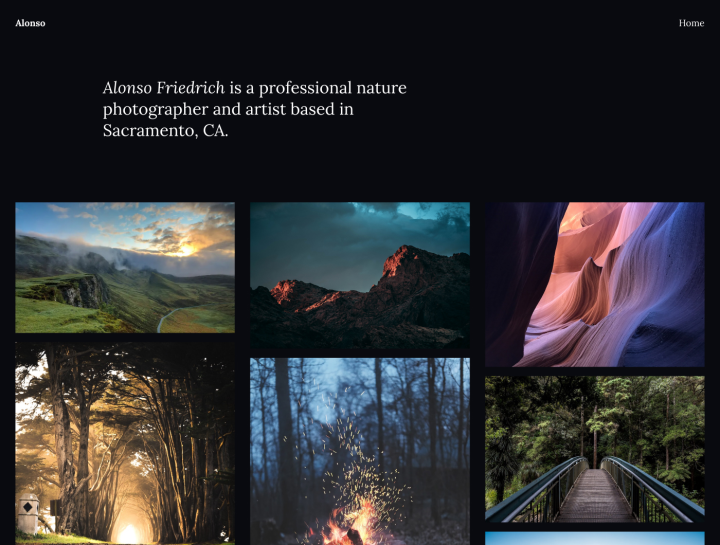 Alonso
Home
Alonso Friedrich is a professional nature
photographer and artist based in
Sacramento, CA.